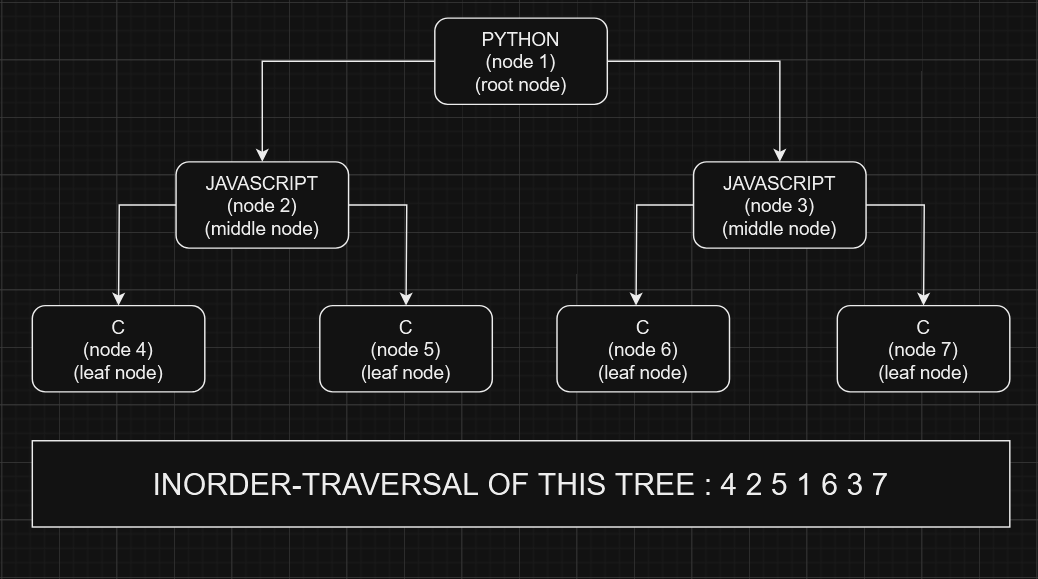 PYTHON
(node 1)
(root node)
JAVASCRIPT
(node 2)
(middle node)
JAVASCRIPT
(node 3)
(middle node)
C
(node 4)
(leaf node)
C
(node 5)
(leaf node)
C
(node 6)
(leaf node)
C
(node 7)
(leaf node)
INORDER-TRAVERSAL OF THIS TREE : 4 2 5 1 6 3 7